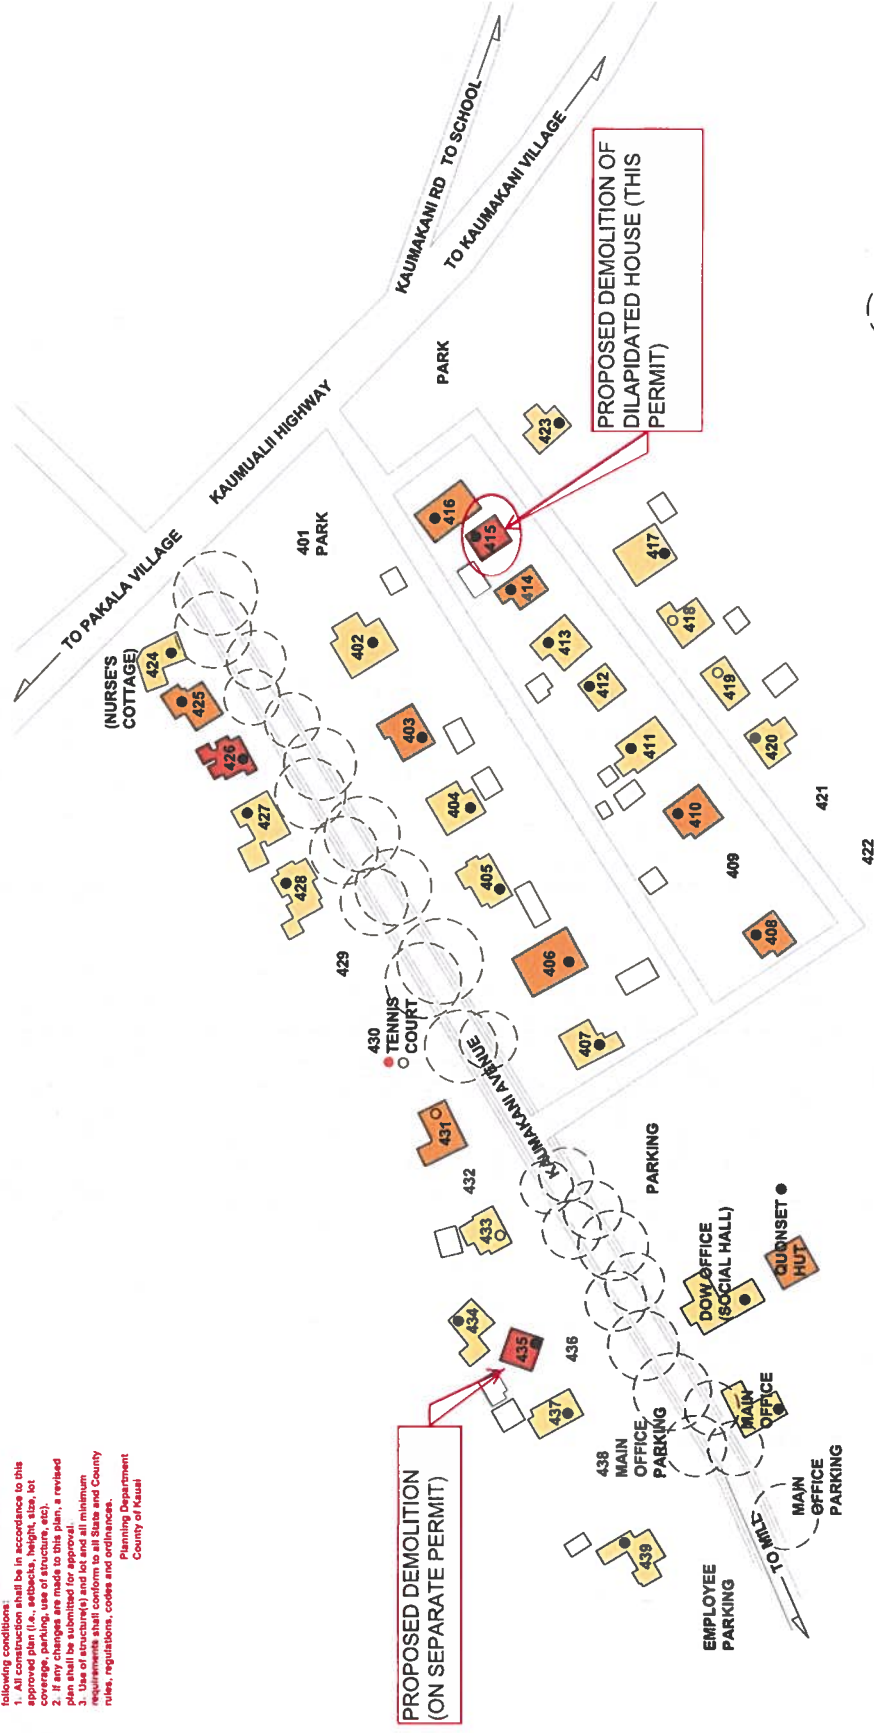 following conditions:
1. All construction shall be in accordance to this
approved plan (i.e., setbacks, height, size, lot
coverage, parking, use of structure, etc).
2. If any changes are made to this plan, a revised
plan shall be submitted for approval.
3. Use of structure(s) and lot and all minimum
requirements shall conform to all State and County
rules, regulations, codes and ordinances.
Planning Department
County of Kauai
TO PAKALA VILLAGE
KAUMUALII HIGHWAY
KAUMAKANI RD TO SCHOOL
TO KAUMAKANI VILLAGE
(NURSE'S
COTTAGE)
424
425
426
427
428
429
430
TENNIS
COURT
431
432
433
434
435
436
437
438
MAIN
OFFICE
PARKING
439
EMPLOYEE
PARKING
TO MILL
MAIN
OFFICE
PARKING
MAIN
OFFICE
DOW OFFICE
(SOCIAL HALL)
QUONSET
HUT
PARKING
KAUMAKANI AVENUE
401
PARK
402
403
404
405
406
407
408
409
410
411
412
413
414
415
416
417
418
419
420
421
422
423
PARK
PROPOSED DEMOLITION OF
DILAPIDATED HOUSE (THIS
PERMIT)
PROPOSED DEMOLITION
(ON SEPARATE PERMIT)